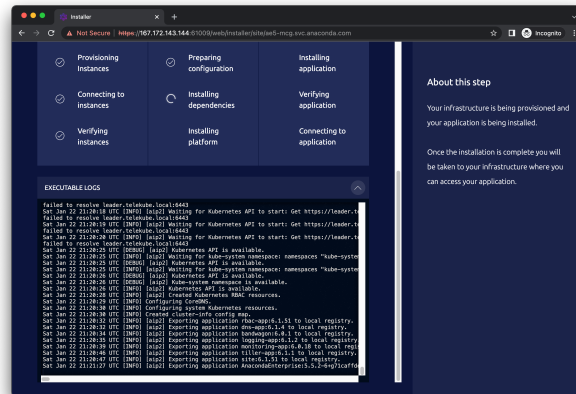 Installer
Not Secure | https://167.172.143.144:61009/web/installer/site/ae5-mcg.svc.anaconda.com
Incognito
Provisioning
Instances
Preparing
configuration
Installing
application
Connecting to
instances
Installing
dependencies
Verifying
application
Verifying
instances
Installing
platform
Connecting to
application
About this step
Your infrastructure is being provisioned and
your application is being installed.
Once the installation is complete you will
be taken to your infrastructure where you
can access your application.
EXECUTABLE LOGS
failed to resolve leader.telekube.local:6443
Sat Jan 22 21:20:18 UTC [INFO] [aip2] Waiting for Kubernetes API to start: Get https://leader.t
failed to resolve leader.telekube.local:6443
Sat Jan 22 21:20:19 UTC [INFO] [aip2] Waiting for Kubernetes API to start: Get https://leader.t
failed to resolve leader.telekube.local:6443
Sat Jan 22 21:20:20 UTC [INFO] [aip2] Waiting for Kubernetes API to start: Get https://leader.t
failed to resolve leader.telekube.local:6443
Sat Jan 22 21:20:25 UTC [DEBUG] [aip2] Kubernetes API is available.
Sat Jan 22 21:20:25 UTC [INFO] [aip2] Waiting for kube-system namespace: namespaces "kube-system
Sat Jan 22 21:20:25 UTC [DEBUG] [aip2] Kubernetes API is available.
Sat Jan 22 21:20:25 UTC [INFO] [aip2] Waiting for kube-system namespace: namespaces "kube-system
Sat Jan 22 21:20:26 UTC [DEBUG] [aip2] Kubernetes API is available.
Sat Jan 22 21:20:26 UTC [DEBUG] [aip2] Kube-system namespace is available.
Sat Jan 22 21:20:26 UTC [INFO] [aip2] Kubernetes API is available.
Sat Jan 22 21:20:28 UTC [INFO] [aip2] Created Kubernetes RBAC resources.
Sat Jan 22 21:20:28 UTC [INFO] Configuring CoreDNS.
Sat Jan 22 21:20:30 UTC [INFO] Configuring system Kubernetes resources.
Sat Jan 22 21:20:30 UTC [INFO] Created cluster-info config map.
Sat Jan 22 21:20:30 UTC [INFO] [aip2] Exporting application rbac-app:6.1.51 to local registry.
Sat Jan 22 21:20:32 UTC [INFO] [aip2] Exporting application dns-app:6.1.4 to local registry.
Sat Jan 22 21:20:34 UTC [INFO] [aip2] Exporting application bandwagon:6.0.1 to local registry.
Sat Jan 22 21:20:35 UTC [INFO] [aip2] Exporting application logging-app:6.1.2 to local registry
Sat Jan 22 21:20:39 UTC [INFO] [aip2] Exporting application monitoring-app:6.0.18 to local regis
Sat Jan 22 21:20:46 UTC [INFO] [aip2] Exporting application tiller-app:6.1.1 to local registry.
Sat Jan 22 21:20:47 UTC [INFO] [aip2] Exporting application site:6.1.51 to local registry.
Sat Jan 22 21:21:27 UTC [INFO] [aip2] Exporting application AnacondaEnterprise:5.5.2-6+g71caffd